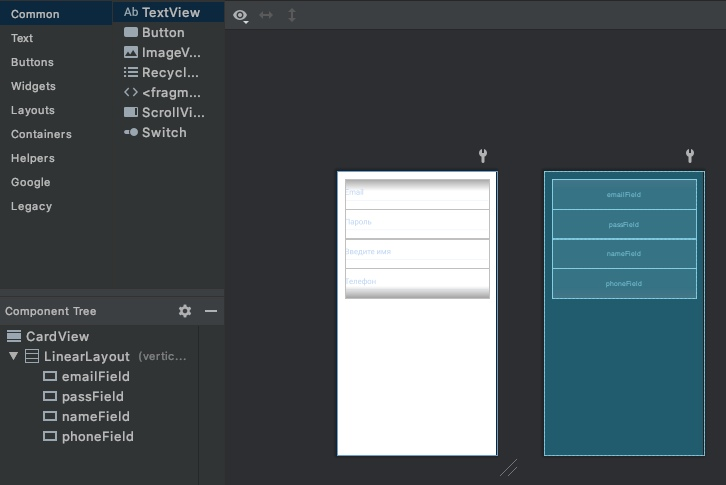 Common
Text
Buttons
Widgets
Layouts
Containers
Helpers
Google
Legacy
Ab TextView
Button
ImageV...
Recycl...
<fragm...
ScrollVi...
Switch
Component Tree
CardView
LinearLayout (vertic...
emailField
passField
nameField
phoneField
Email
Пароль
Введите имя
Телефон
emailField
passField
nameField
phoneField